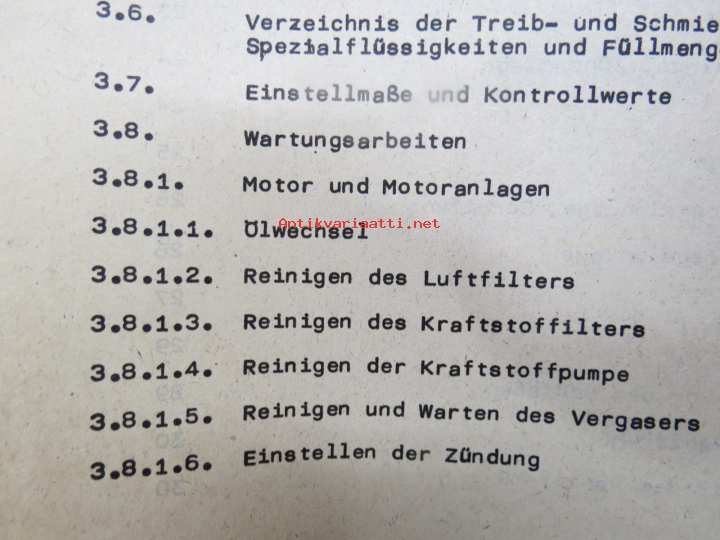 3.6. Verzeichnis der Treib- und Schmie
Spezialflüssigkeiten und Füllmeng
3.7. Einstellmaße und Kontrollwerte
3.8. Wartungsarbeiten
3.8.1. Motor und Motoranlagen
Antikvariaatti.net
3.8.1.1. Ölwechsel
3.8.1.2. Reinigen des Luftfilters
3.8.1.3. Reinigen des Kraftstoffilters
3.8.1.4. Reinigen der Kraftstoffpumpe
3.8.1.5. Reinigen und Warten des Vergasers
3.8.1.6. Einstellen der Zündung